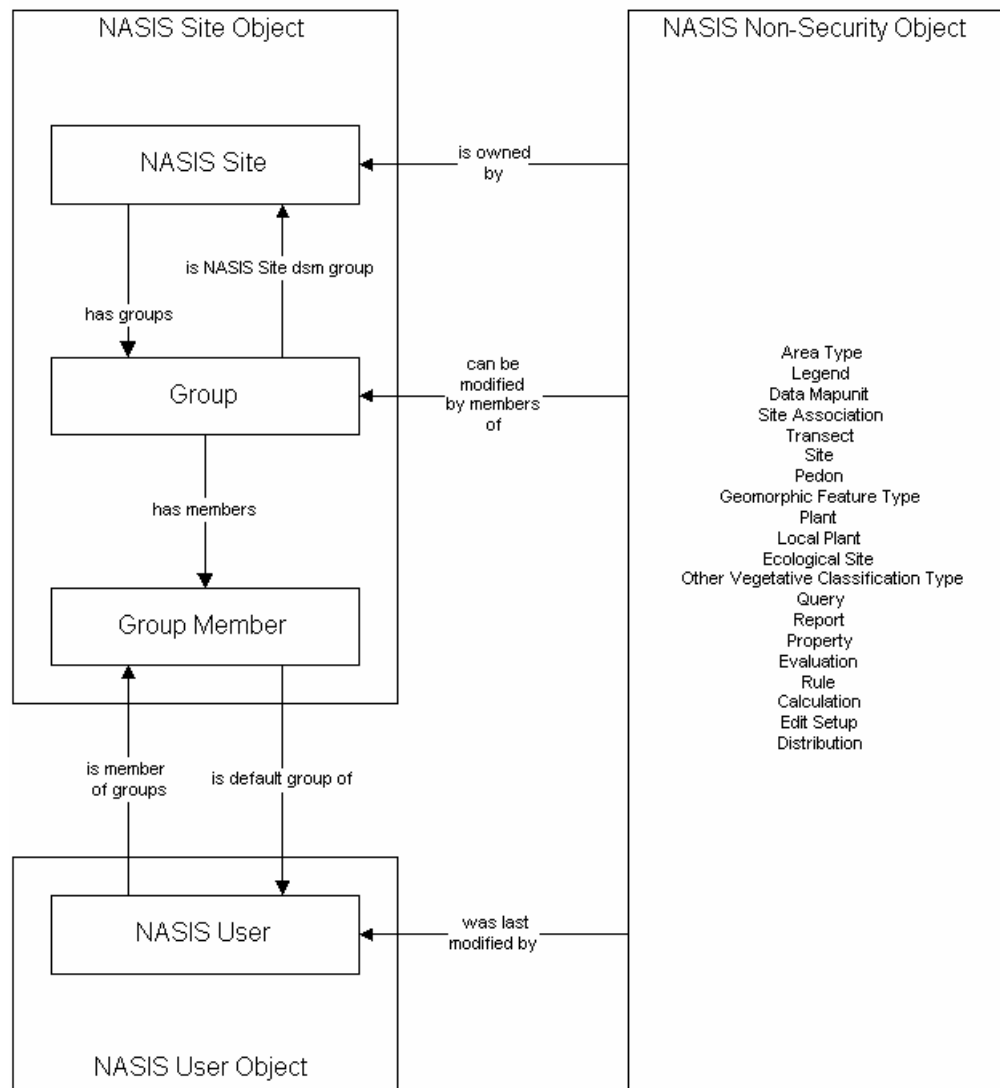 NASIS Site Object
NASIS Non-Security Object
NASIS Site
is owned
by
is NASIS Site dsm group
has groups
Group
can be
modified
by members
of
has members
Group Member
is member
of groups
is default group of
NASIS User
was last
modified by
NASIS User Object
Area Type
Legend
Data Mapunit
Site Association
Transect
Site
Pedon
Geomorphic Feature Type
Plant
Local Plant
Ecological Site
Other Vegetative Classification Type
Query
Report
Property
Evaluation
Rule
Calculation
Edit Setup
Distribution